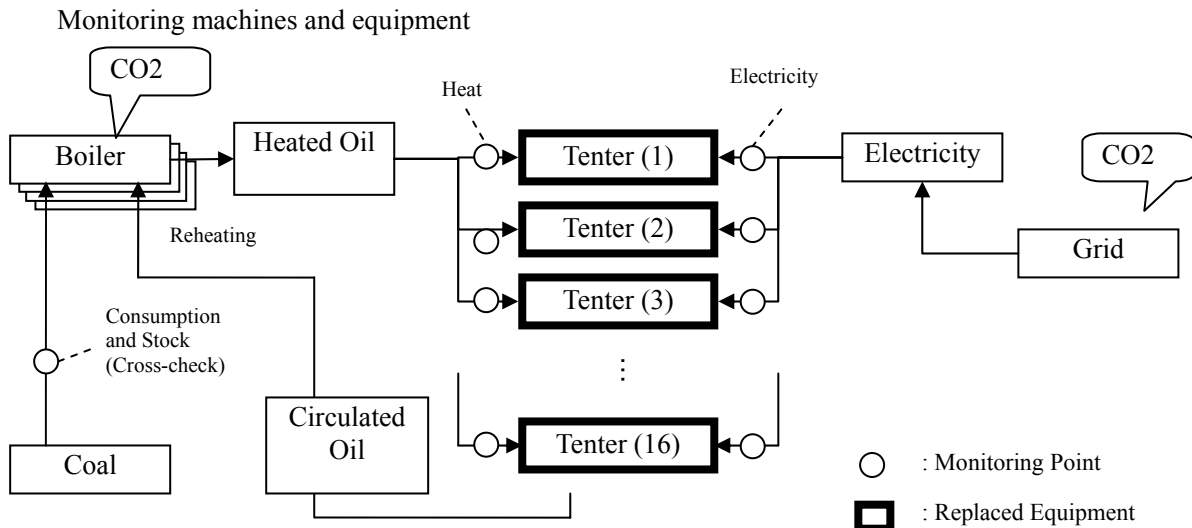 Monitoring machines and equipment
CO2
Heat
Electricity
Boiler
Heated Oil
Tenter (1)
Electricity
CO2
Reheating
Tenter (2)
Grid
Tenter (3)
Consumption
and Stock
(Cross-check)
⋮
Circulated
Oil
Tenter (16)
Coal
: Monitoring Point
: Replaced Equipment